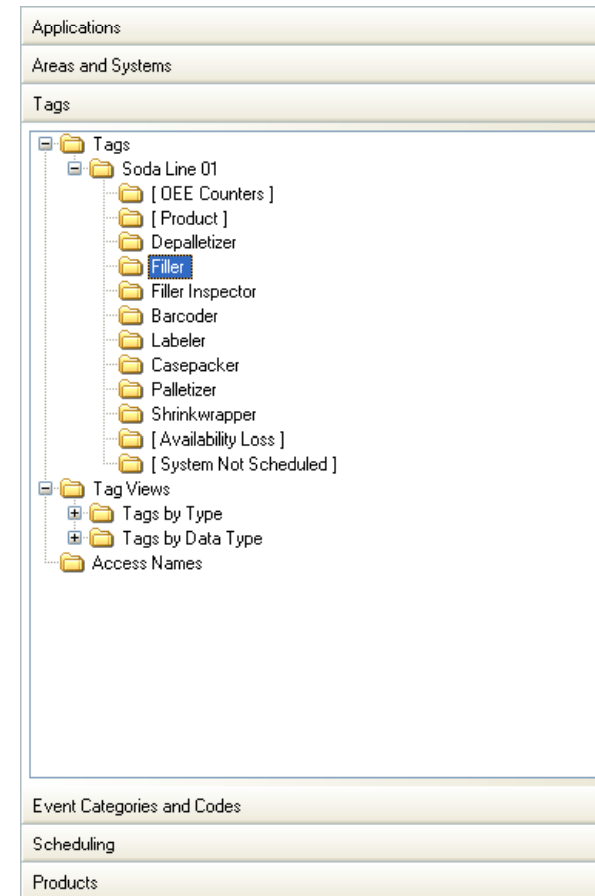 Applications
Areas and Systems
Tags
Tags
Soda Line 01
[ OEE Counters ]
[ Product ]
Depalletizer
Filler
Filler Inspector
Barcoder
Labeler
Casepacker
Palletizer
Shrinkwrapper
[ Availability Loss ]
[ System Not Scheduled ]
Tag Views
Tags by Type
Tags by Data Type
Access Names
Event Categories and Codes
Scheduling
Products